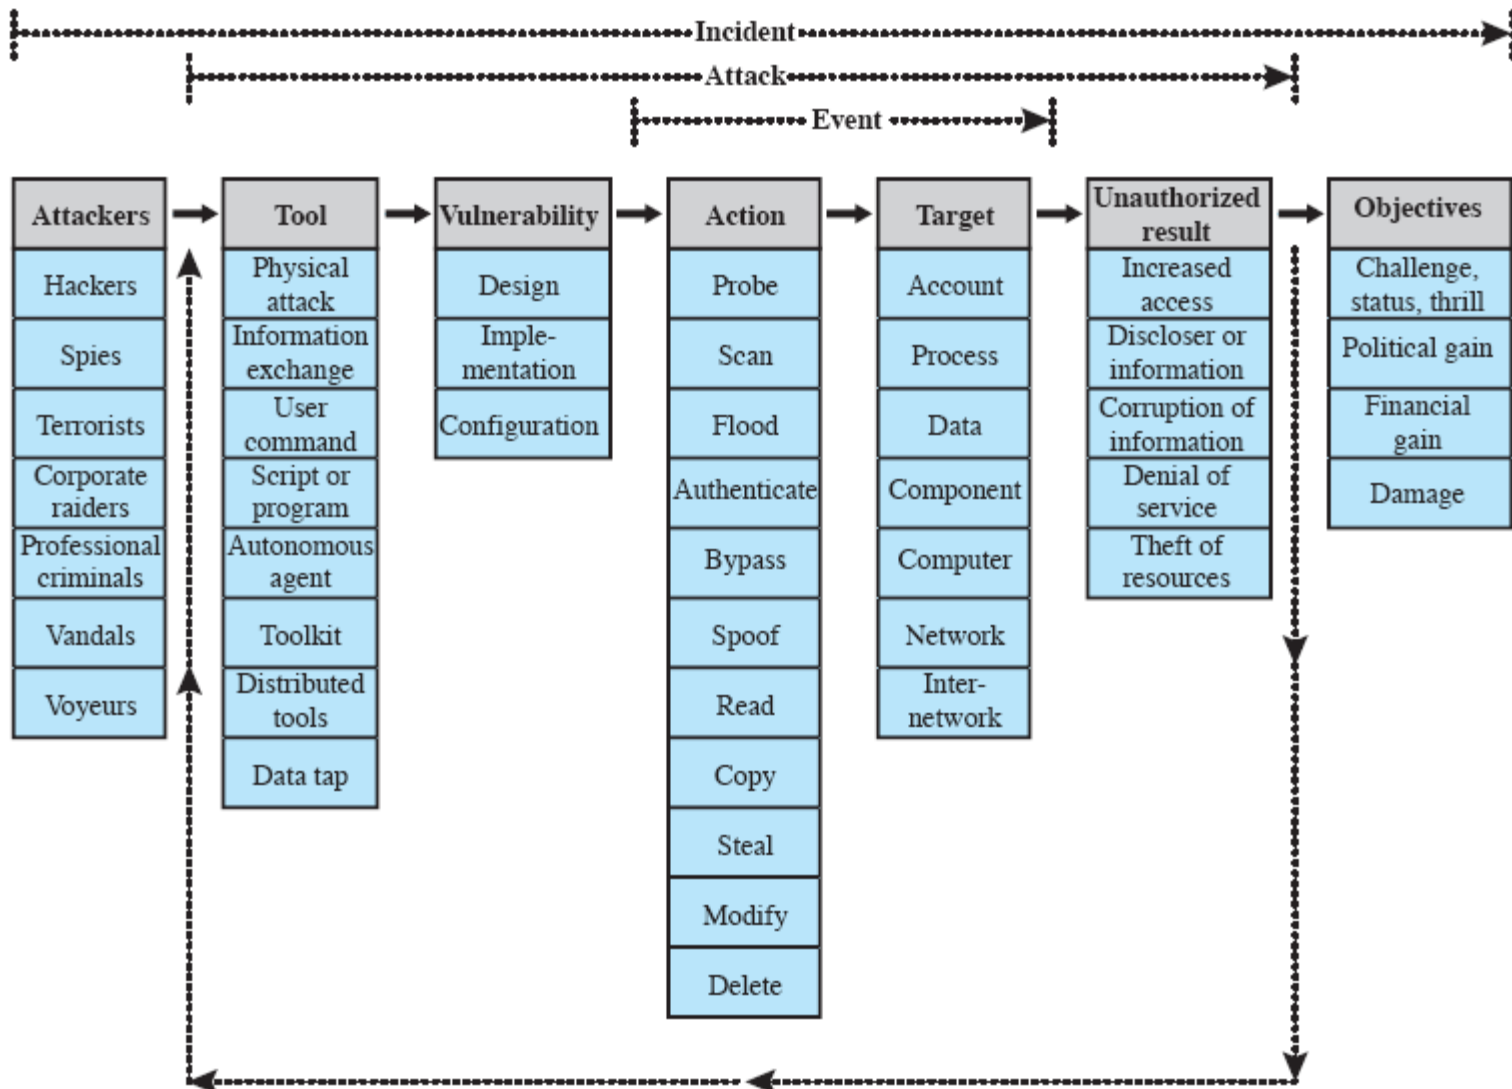 Incident
Attack
Event
Attackers
Tool
Vulnerability
Action
Target
Unauthorized
result
Objectives
Hackers
Spies
Terrorists
Corporate
raiders
Professional
criminals
Vandals
Voyeurs
Physical
attack
Information
exchange
User
command
Script or
program
Autonomous
agent
Toolkit
Distributed
tools
Data tap
Design
Imple-
mentation
Configuration
Probe
Scan
Flood
Authenticate
Bypass
Spoof
Read
Copy
Steal
Modify
Delete
Account
Process
Data
Component
Computer
Network
Inter-
network
Increased
access
Discloser or
information
Corruption of
information
Denial of
service
Theft of
resources
Challenge,
status, thrill
Political gain
Financial
gain
Damage